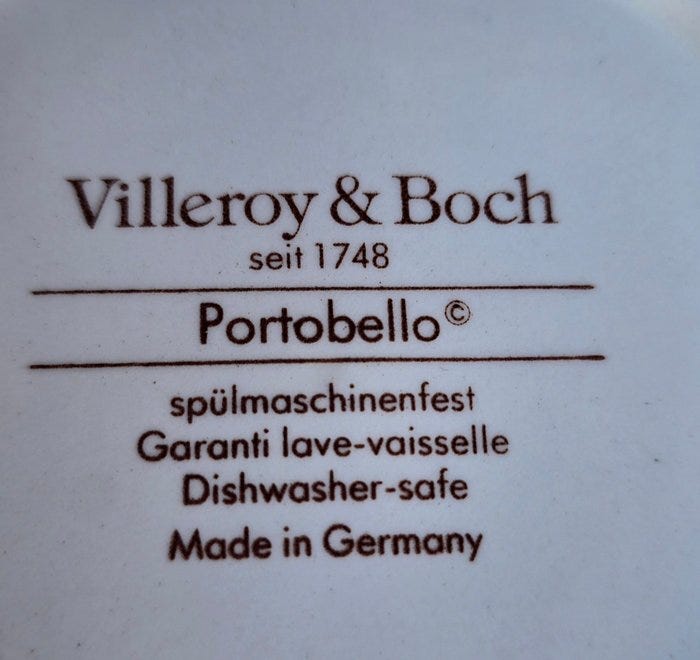 Villeroy & Boch
seit 1748
Portobello©
spülmaschinenfest
Garanti lave-vaisselle
Dishwasher-safe
Made in Germany